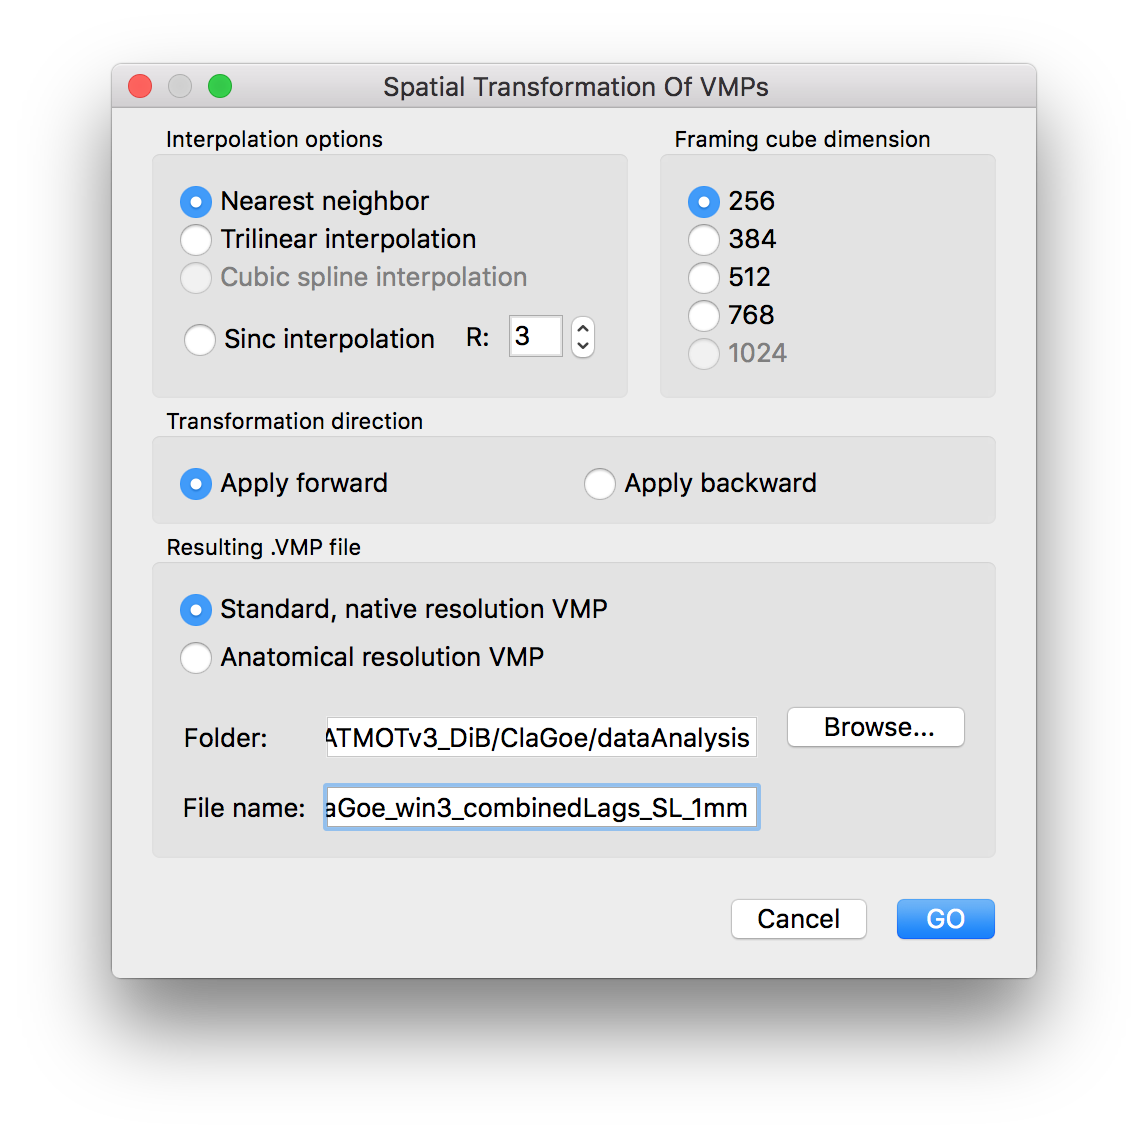 Spatial Transformation Of VMPs
Interpolation options
Nearest neighbor
Trilinear interpolation
Cubic spline interpolation
Sinc interpolation R: 3
Framing cube dimension
256
384
512
768
1024
Transformation direction
Apply forward
Apply backward
Resulting .VMP file
Standard, native resolution VMP
Anatomical resolution VMP
Folder: ATMOTv3_DiB/ClaGoe/dataAnalysis Browse...
File name: aGoe_win3_combinedLags_SL_1mm
Cancel GO